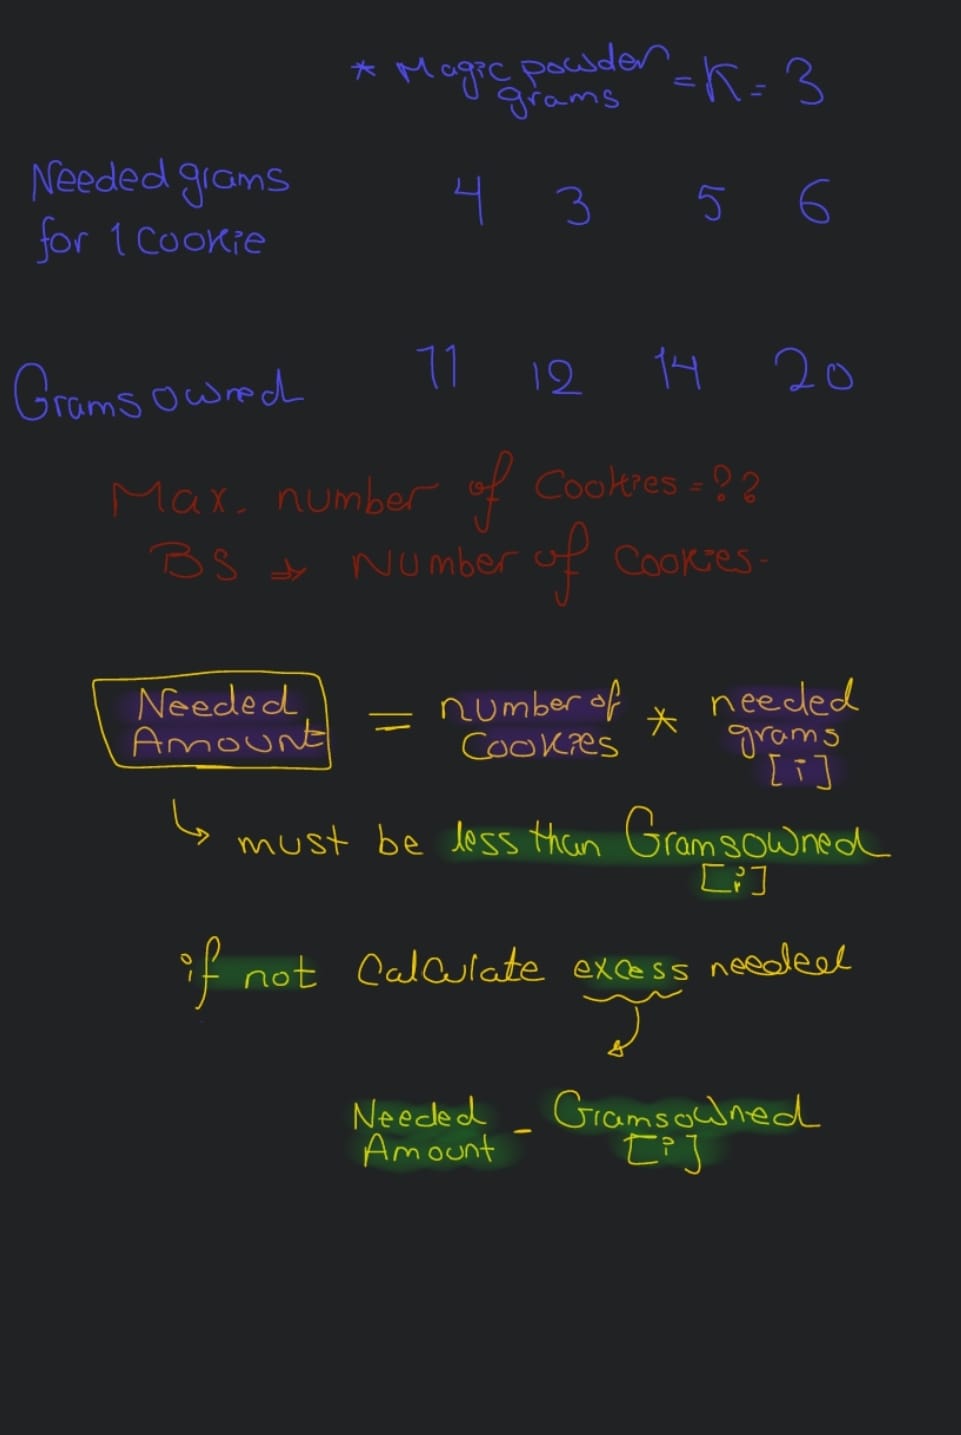 * Magic powder = K = 3
grams
Needed grams
for 1 Cookie
4 3 5 6
Grams owned
11 12 14 20
Max. number of Cookies = ??
BS → Number of Cookies.
Needed Amount = number of Cookies * needed grams [i]
↳ must be less than Gramsowned
[i]
if not Calculate excess needed
Needed Amount - Gramsowned [i]